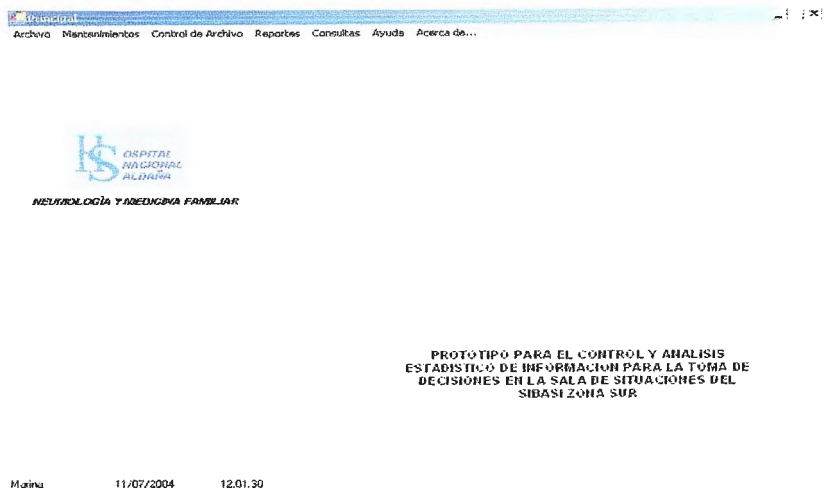 Principal
Archivo Mantenimientos Control de Archivo Reportes Consultas Ayuda Acerca de...
HS OSPITAL
NACIONAL
ALDAÑA
NEUMOLOGÌA Y MEDICINA FAMILIAR
PROTOTIPO PARA EL CONTROL Y ANALISIS
ESTADISTICO DE INFORMACION PARA LA TOMA DE
DECISIONES EN LA SALA DE SITUACIONES DEL
SIBASI ZONA SUR
Marina 11/07/2004 12.01.30